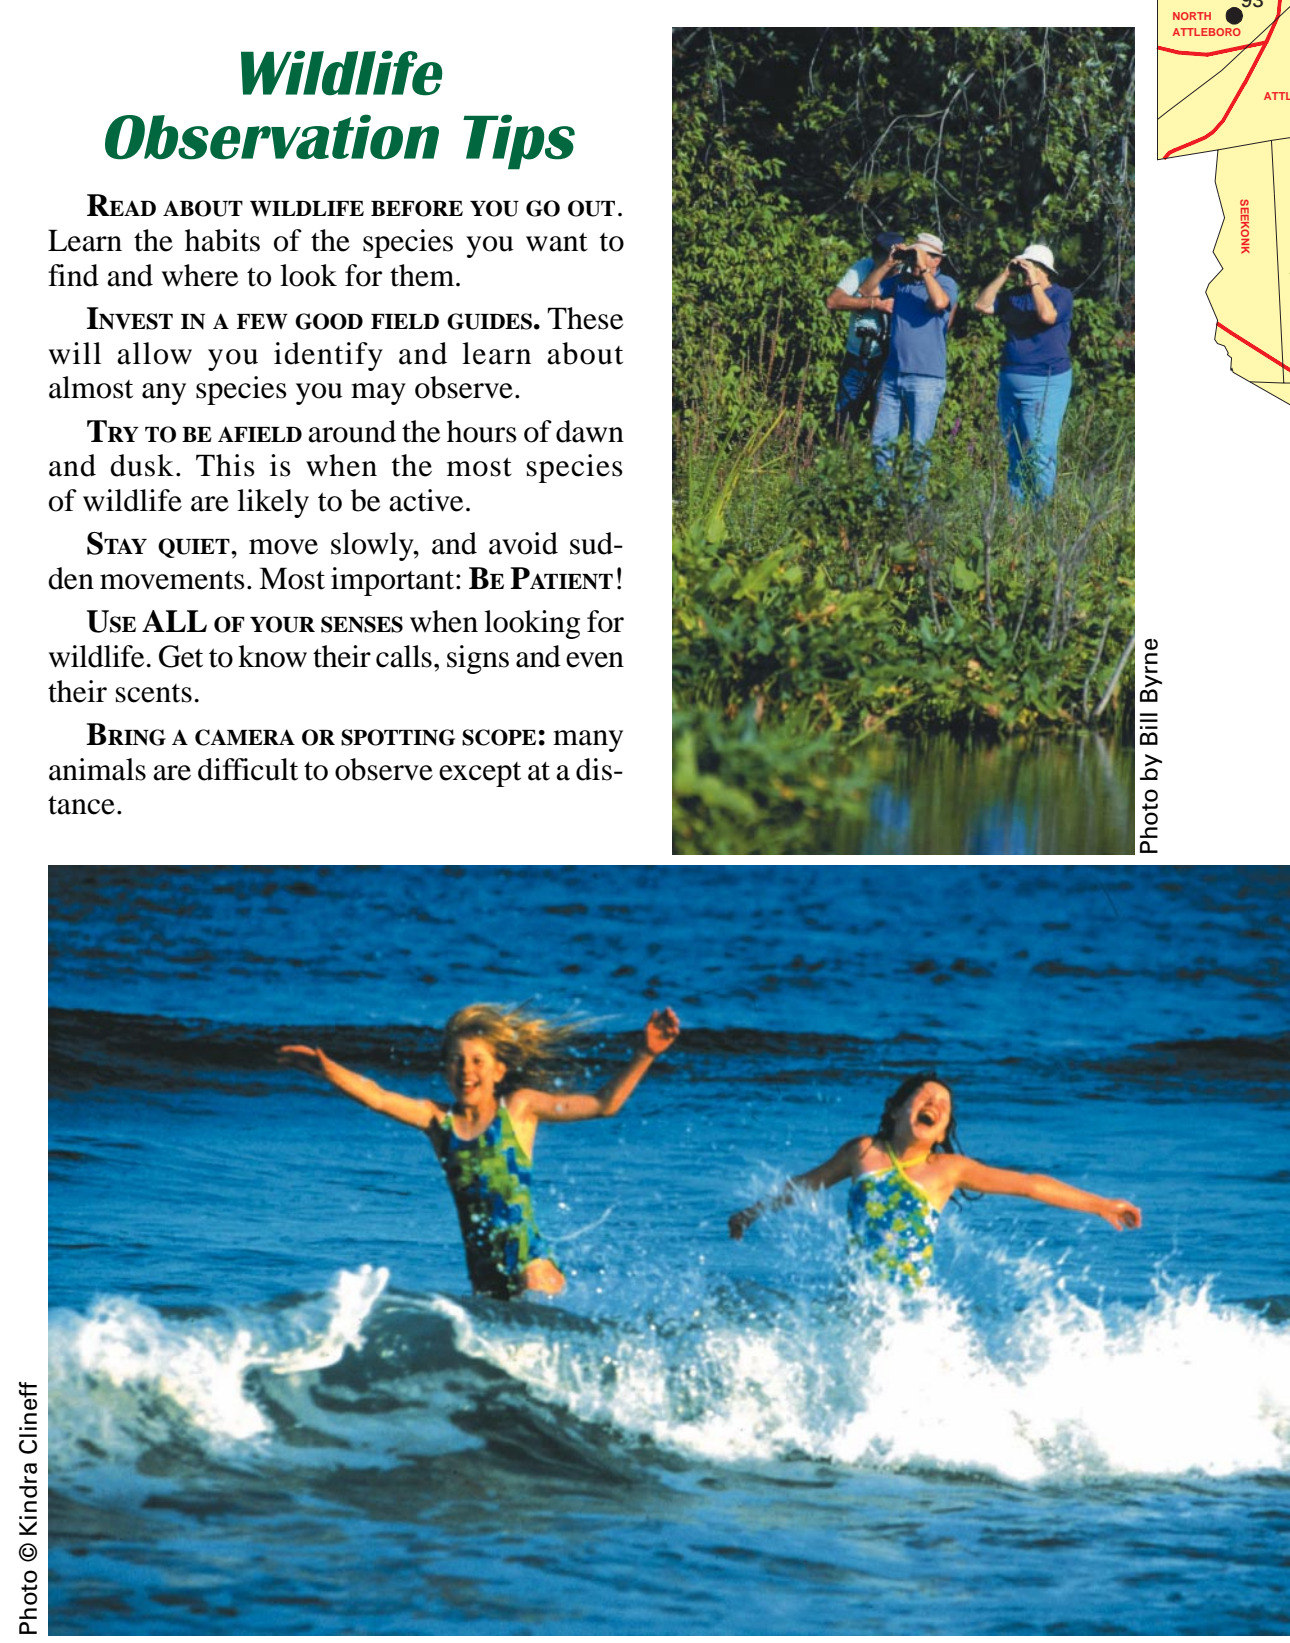 Wildlife
Observation Tips
READ ABOUT WILDLIFE BEFORE YOU GO OUT.
Learn the habits of the species you want to
find and where to look for them.
INVEST IN A FEW GOOD FIELD GUIDES. These
will allow you identify and learn about
almost any species you may observe.
TRY TO BE AFIELD around the hours of dawn
and dusk. This is when the most species
of wildlife are likely to be active.
STAY QUIET, move slowly, and avoid sud-
den movements. Most important: BE PATIENT!
USE ALL OF YOUR SENSES when looking for
wildlife. Get to know their calls, signs and even
their scents.
BRING A CAMERA OR SPOTTING SCOPE: many
animals are difficult to observe except at a dis-
tance.
Photo by Bill Byrne
93
NORTH
ATTLEBORO
ATTL
SEEKONK
Photo © Kindra Clineff